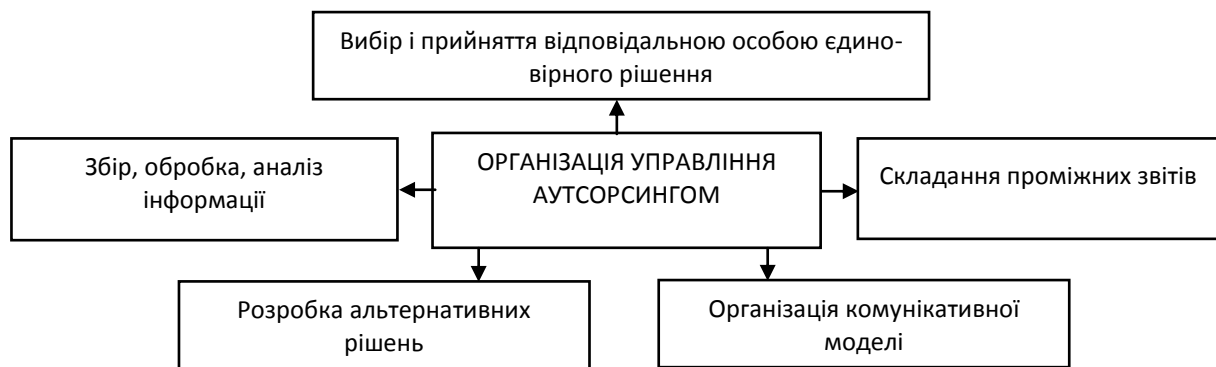 Вибір і прийняття відповідальною особою єдино-
вірного рішення
Збір, обробка, аналіз
інформації
ОРГАНІЗАЦІЯ УПРАВЛІННЯ
АУТСОРСИНГОМ
Складання проміжних звітів
Розробка альтернативних
рішень
Організація комунікативної
моделі